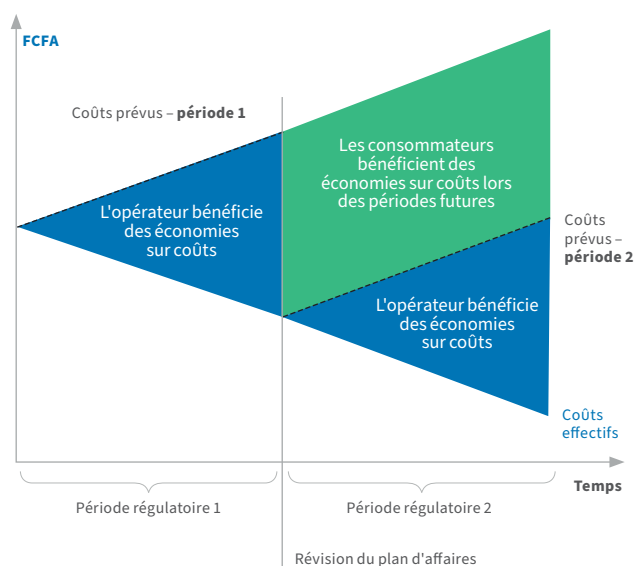 FCFA
Coûts prévus – période 1
Les consommateurs
bénéficient des
économies sur coûts lors
des périodes futures
L'opérateur bénéficie
des économies
sur coûts
Coûts
prévus –
période 2
L'opérateur bénéficie
des économies
sur coûts
Coûts
effectifs
Temps
Période régulatoire 1
Période régulatoire 2
Révision du plan d'affaires